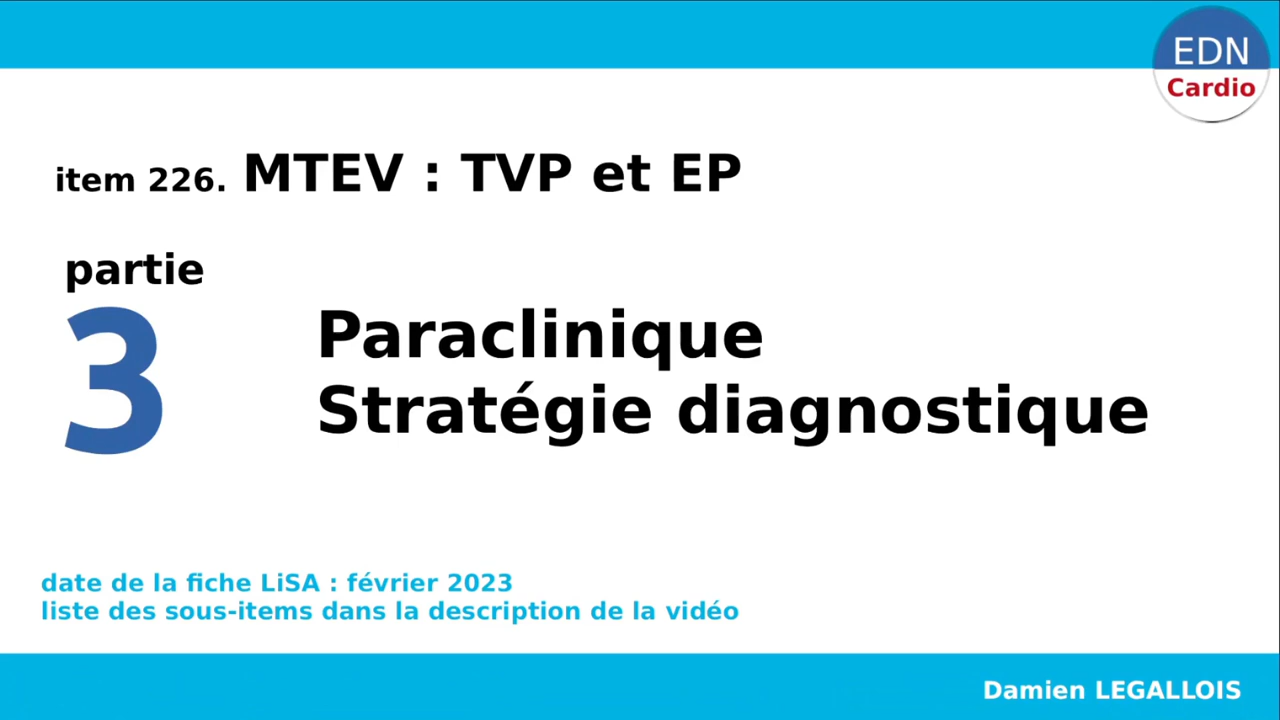 EDN
Cardio
item 226. MTEV : TVP et EP
partie
3
Paraclinique
Stratégie diagnostique
date de la fiche LiSA : février 2023
liste des sous-items dans la description de la vidéo
Damien LEGALLOIS